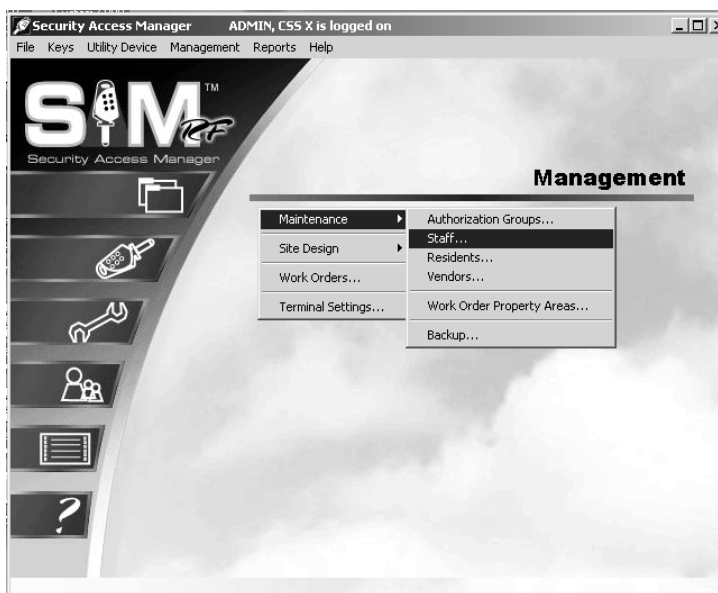 Security Access Manager ADMIN, CSS X is logged on
File Keys Utility Device Management Reports Help
SAM TM
RF
Security Access Manager
Management
Maintenance
Site Design
Work Orders...
Terminal Settings...
Authorization Groups...
Staff...
Residents...
Vendors...
Work Order Property Areas...
Backup...
?